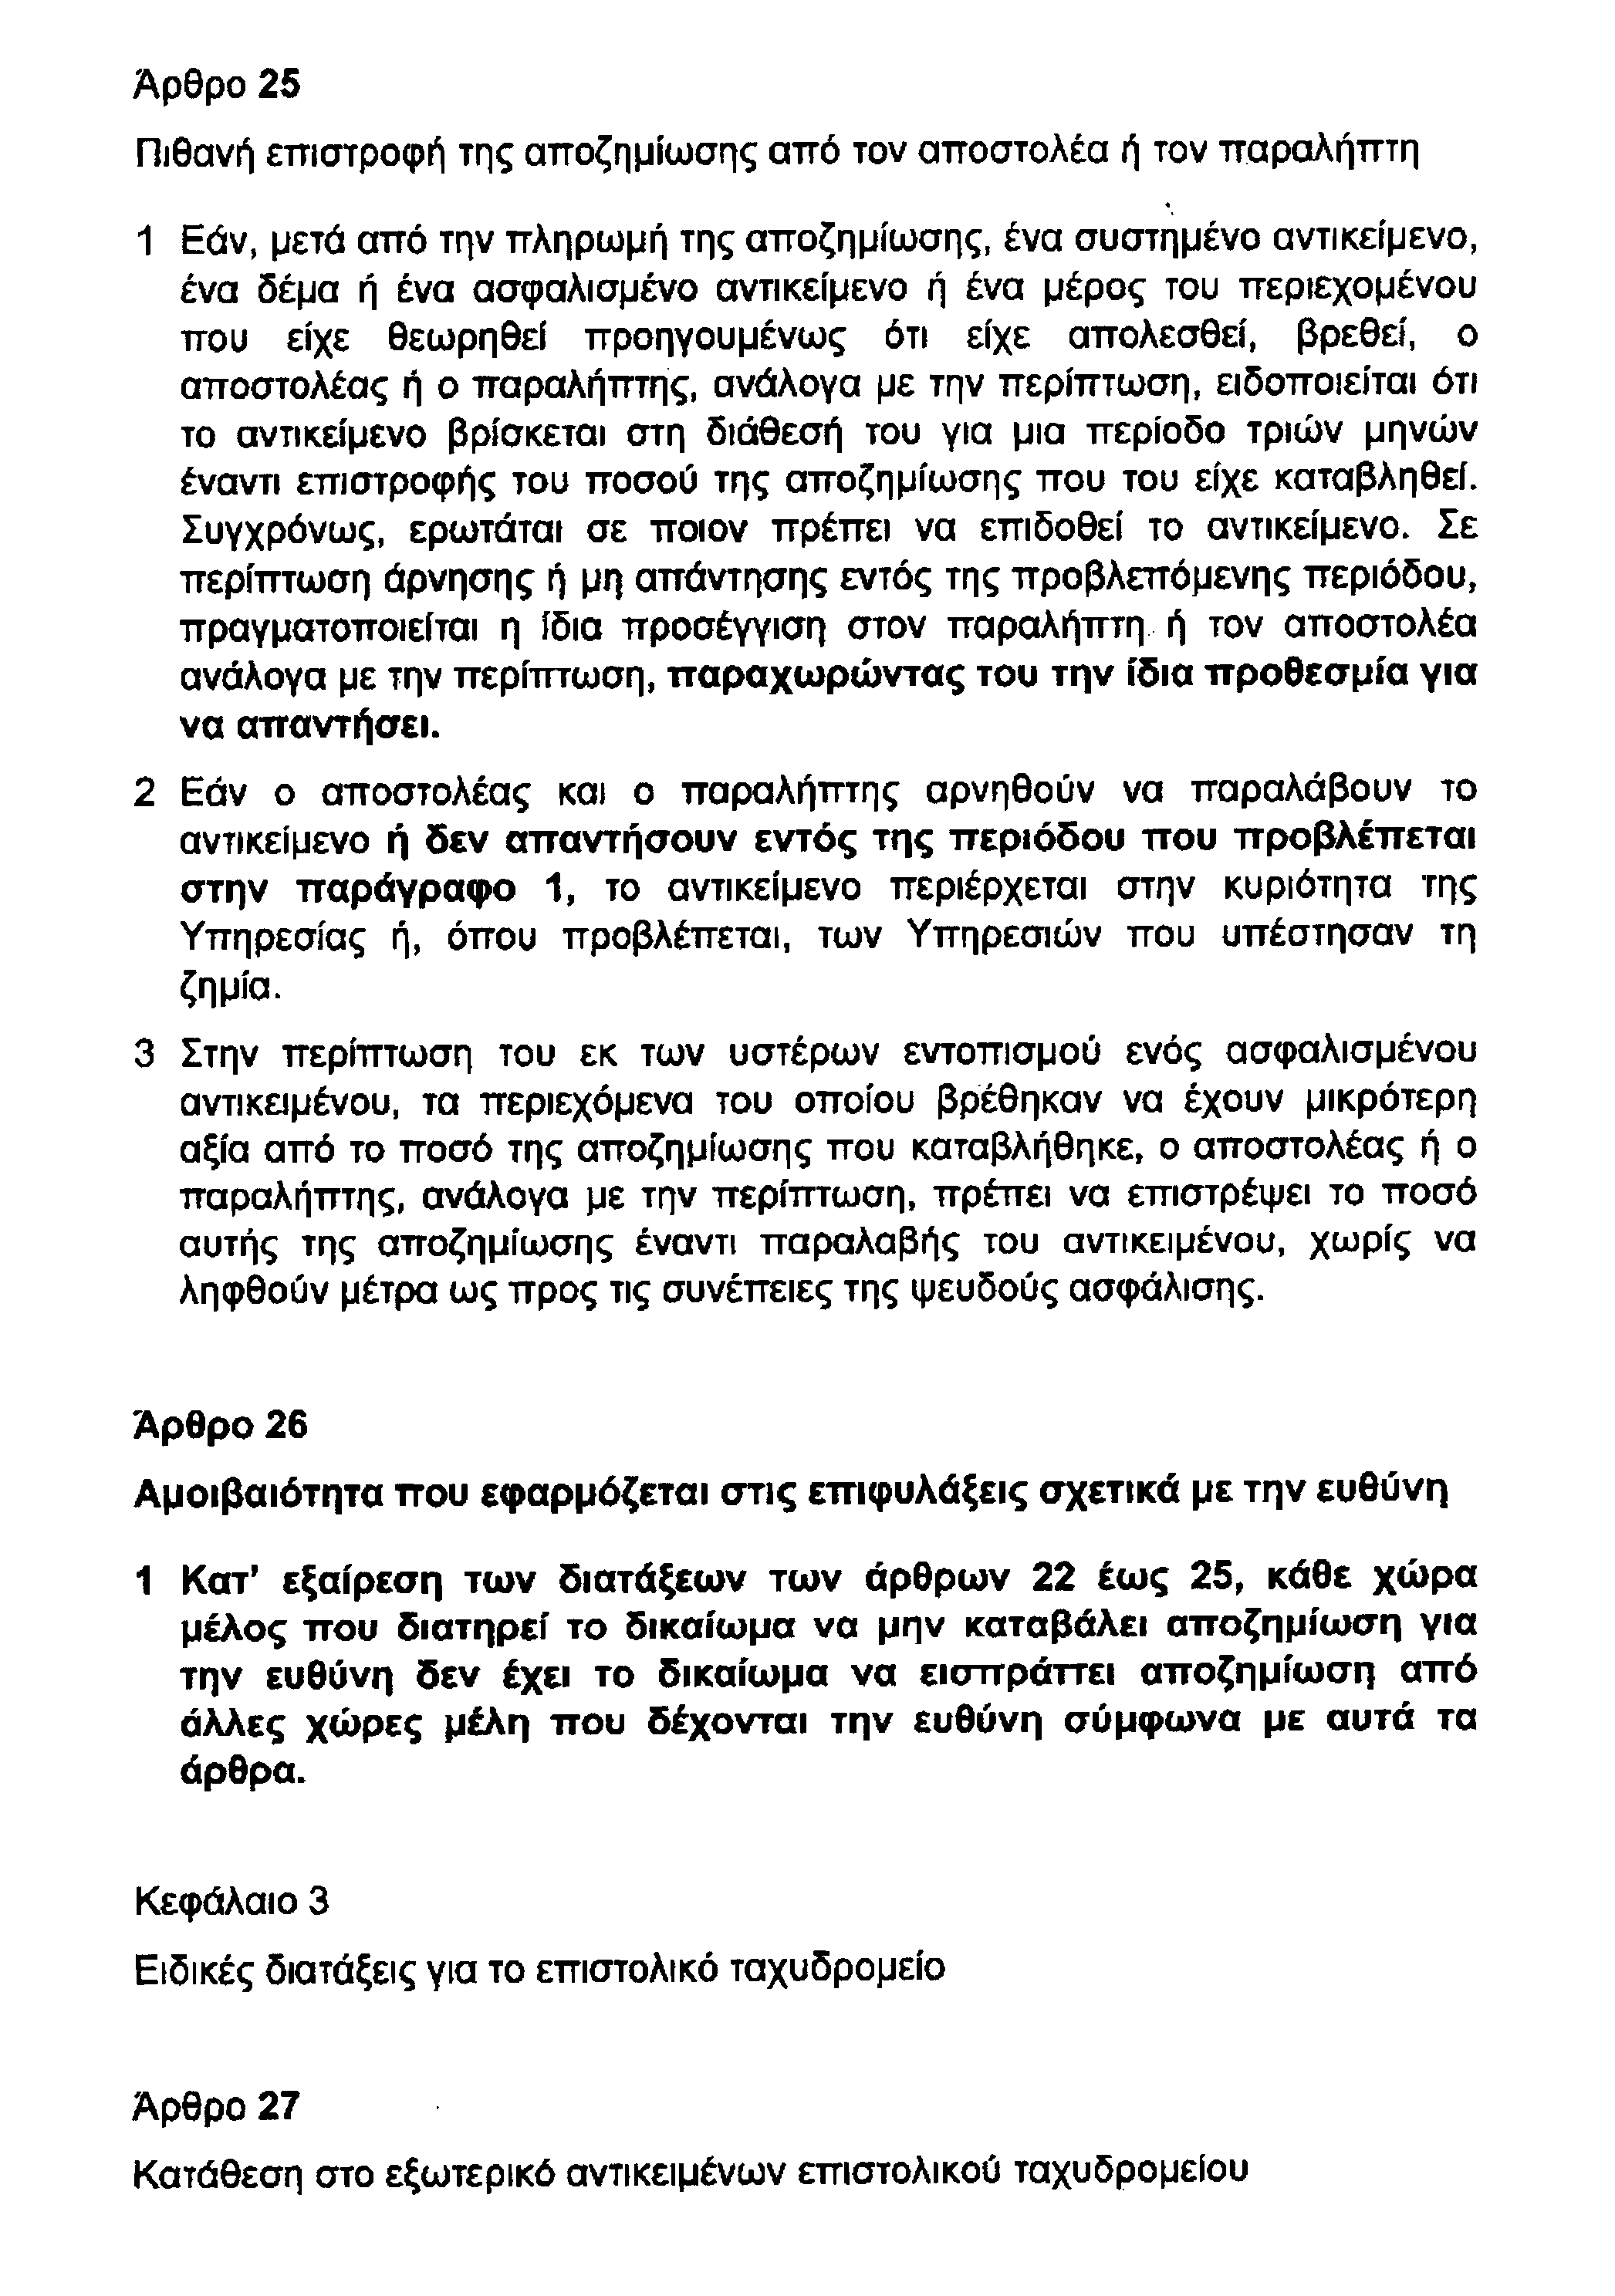 Άρθρο 25
Πιθανή επιστροφή της αποζημίωσης από τον αποστολέα ή τον παραλήπτη
1 Εάν, μετά από την πληρωμή της αποζημίωσης, ένα συστημένο αντικείμενο,
ένα δέμα ή ένα ασφαλισμένο αντικείμενο ή ένα μέρος του περιεχομένου
που είχε θεωρηθεί προηγουμένως ότι είχε απολεσθεί, βρεθεί, ο
αποστολέας ή ο παραλήπτης, ανάλογα με την περίπτωση, ειδοποιείται ότι
το αντικείμενο βρίσκεται στη διάθεσή του για μια περίοδο τριών μηνών
έναντι επιστροφής του ποσού της αποζημίωσης που του είχε καταβληθεί.
Συγχρόνως, ερωτάται σε ποιον πρέπει να επιδοθεί το αντικείμενο. Σε
περίπτωση άρνησης ή μη απάντησης εντός της προβλεπόμενης περιόδου,
πραγματοποιείται η ίδια προσέγγιση στον παραλήπτη ή τον αποστολέα
ανάλογα με την περίπτωση, παραχωρώντας του την ίδια προθεσμία για
να απαντήσει.
2 Εάν ο αποστολέας και ο παραλήπτης αρνηθούν να παραλάβουν το
αντικείμενο ή δεν απαντήσουν εντός της περιόδου που προβλέπεται
στην παράγραφο 1, το αντικείμενο περιέρχεται στην κυριότητα της
Υπηρεσίας ή, όπου προβλέπεται, των Υπηρεσιών που υπέστησαν τη
ζημία.
3 Στην περίπτωση του εκ των υστέρων εντοπισμού ενός ασφαλισμένου
αντικειμένου, τα περιεχόμενα του οποίου βρέθηκαν να έχουν μικρότερη
αξία από το ποσό της αποζημίωσης που καταβλήθηκε, ο αποστολέας ή ο
παραλήπτης, ανάλογα με την περίπτωση, πρέπει να επιστρέψει το ποσό
αυτής της αποζημίωσης έναντι παραλαβής του αντικειμένου, χωρίς να
ληφθούν μέτρα ως προς τις συνέπειες της ψευδούς ασφάλισης.
Άρθρο 26
Αμοιβαιότητα που εφαρμόζεται στις επιφυλάξεις σχετικά με την ευθύνη
1 Κατ' εξαίρεση των διατάξεων των άρθρων 22 έως 25, κάθε χώρα
μέλος που διατηρεί το δικαίωμα να μην καταβάλει αποζημίωση για
την ευθύνη δεν έχει το δικαίωμα να εισπράττει αποζημίωση από
άλλες χώρες μέλη που δέχονται την ευθύνη σύμφωνα με αυτά τα
άρθρα.
Κεφάλαιο 3
Ειδικές διατάξεις για το επιστολικό ταχυδρομείο
Άρθρο 27
Κατάθεση στο εξωτερικό αντικειμένων επιστολικού ταχυδρομείου